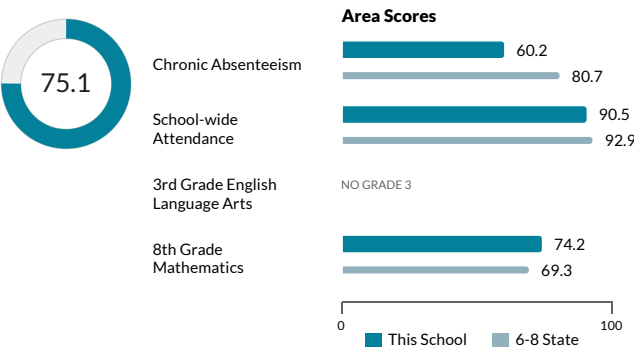 Area Scores
75.1
Chronic Absenteeism
60.2
80.7
School-wide
Attendance
90.5
92.9
3rd Grade English
Language Arts
NO GRADE 3
8th Grade
Mathematics
74.2
69.3
0
100
This School
6-8 State